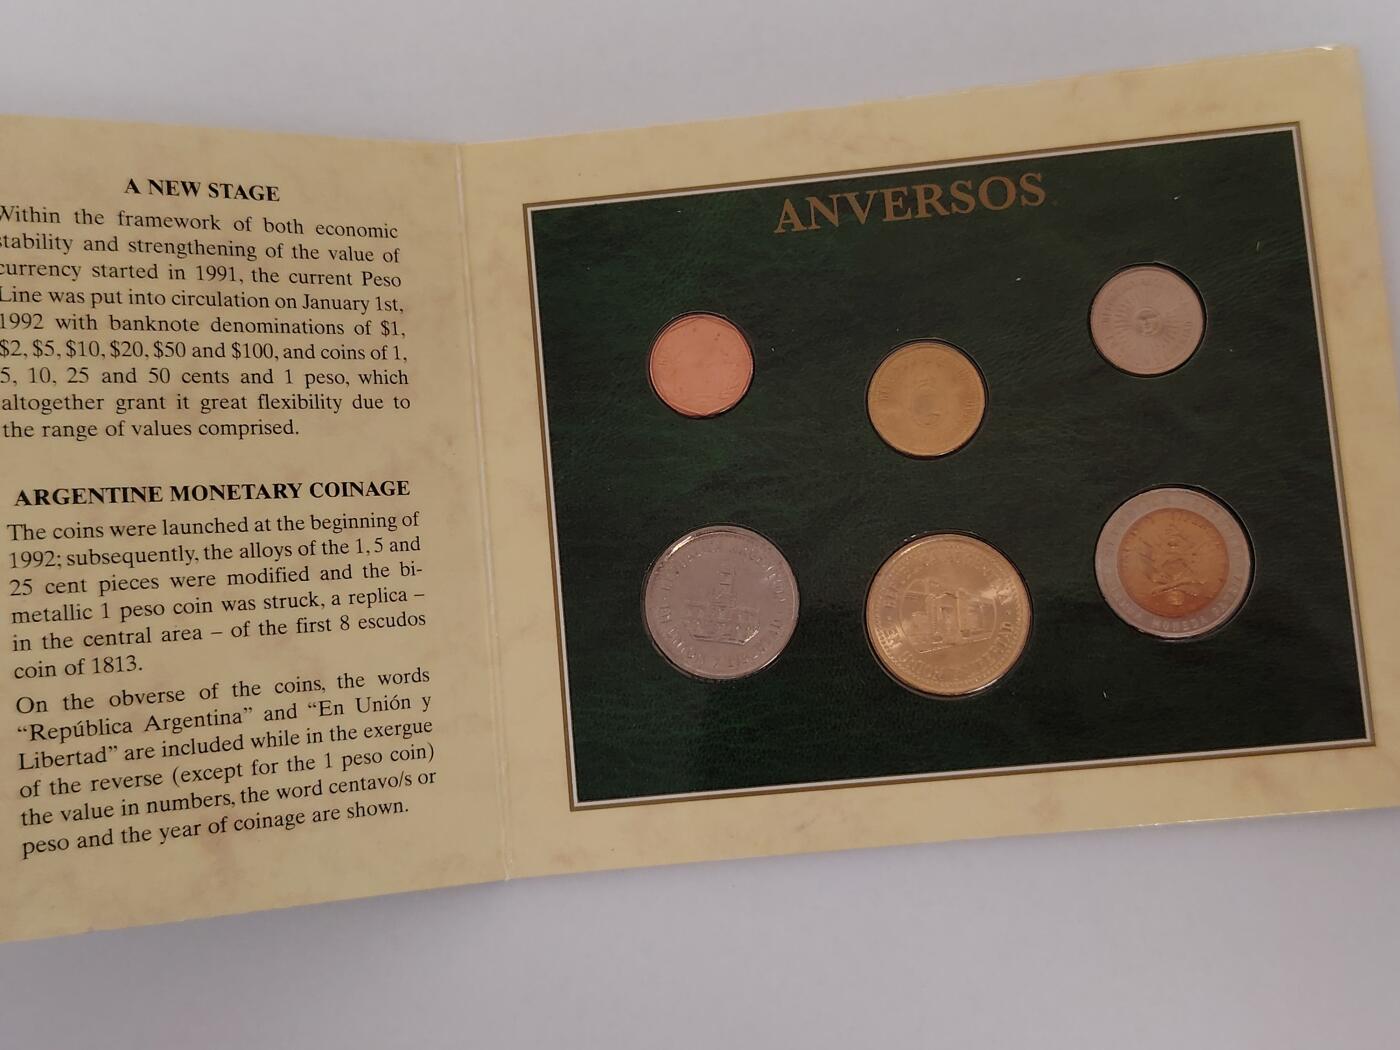 A NEW STAGE
Within the framework of both economic
stability and strengthening of the value of
currency started in 1991, the current Peso
Line was put into circulation on January 1st,
1992 with banknote denominations of $1,
$2, $5, $10, $20, $50 and $100, and coins of 1,
5, 10, 25 and 50 cents and 1 peso, which
altogether grant it great flexibility due to
the range of values comprised.
ARGENTINE MONETARY COINAGE
The coins were launched at the beginning of
1992; subsequently, the alloys of the 1, 5 and
25 cent pieces were modified and the bi-
metallic 1 peso coin was struck, a replica –
in the central area – of the first 8 escudos
coin of 1813.
On the obverse of the coins, the words
“República Argentina” and “En Unión y
Libertad” are included while in the exergue
of the reverse (except for the 1 peso coin)
the value in numbers, the word centavo/s or
peso and the year of coinage are shown.
ANVERSOS